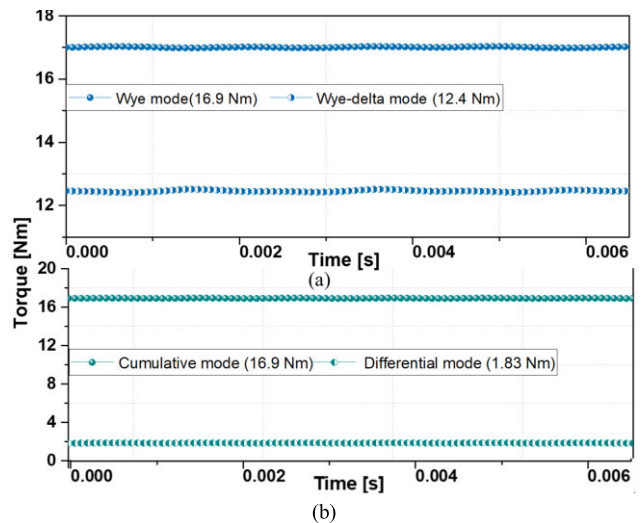 18
16
14
12
Wye mode(16.9 Nm) Wye-delta mode (12.4 Nm)
0.000 0.002 0.004 0.006
Time [s]
(a)
Torque [Nm]
20
16
12
8
4
0
Cumulative mode (16.9 Nm) Differential mode (1.83 Nm)
0.000 0.002 0.004 0.006
Time [s]
(b)